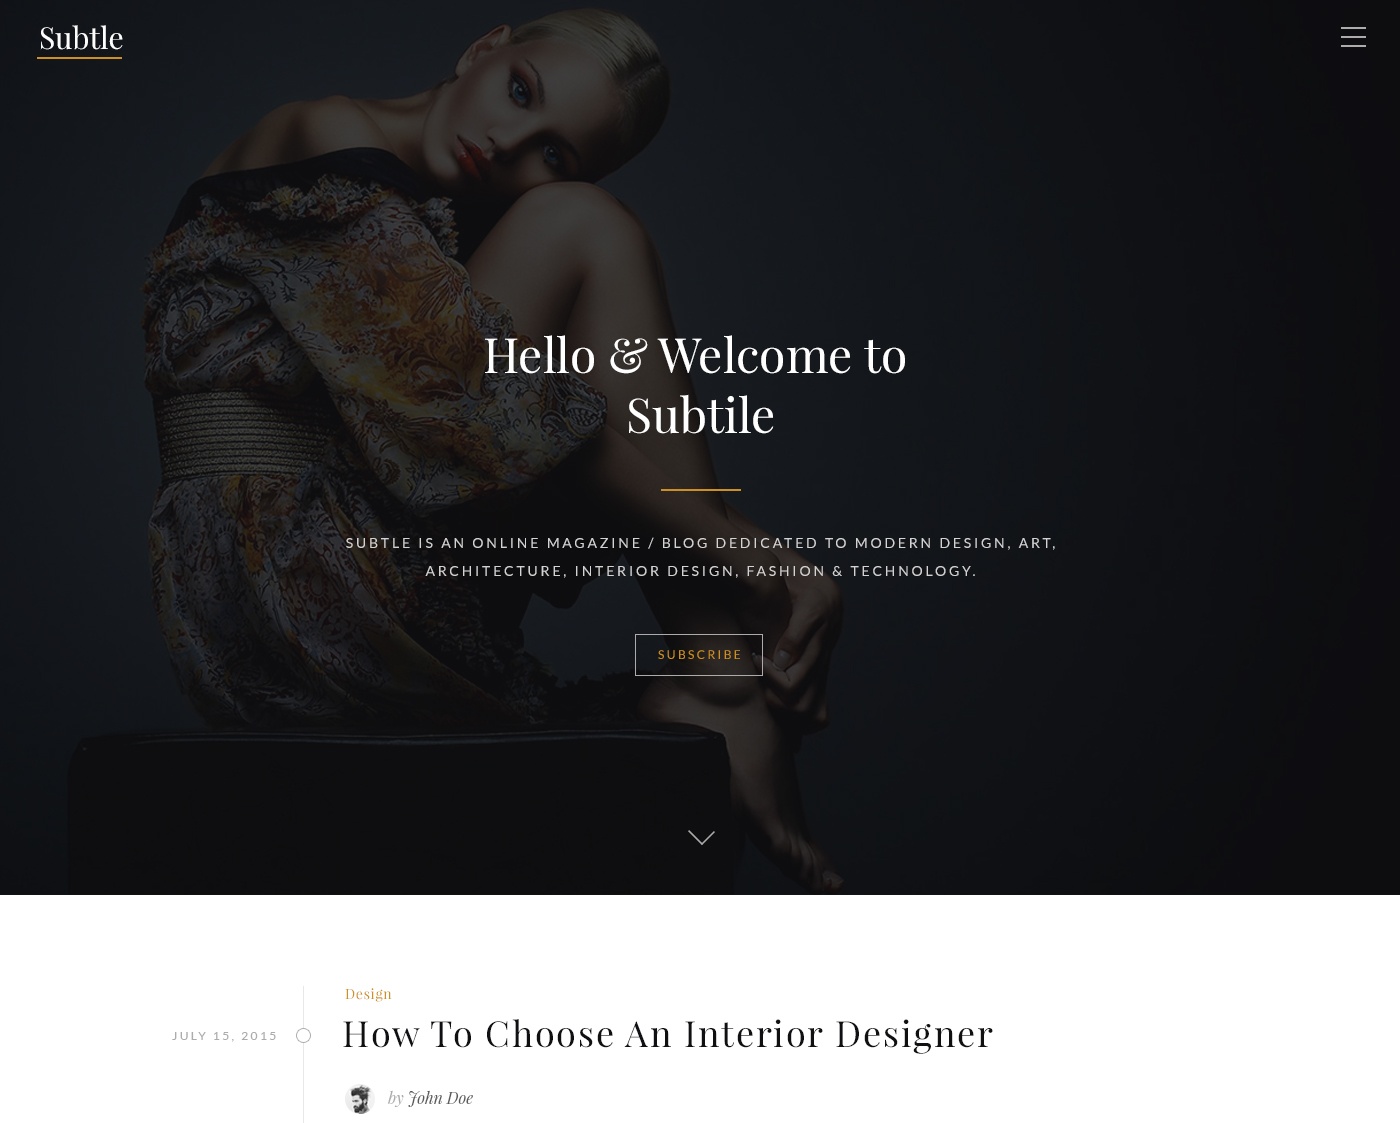 Subtle
Hello & Welcome to
Subtile
SUBTLE IS AN ONLINE MAGAZINE / BLOG DEDICATED TO MODERN DESIGN, ART,
ARCHITECTURE, INTERIOR DESIGN, FASHION & TECHNOLOGY.
SUBSCRIBE
Design
JULY 15, 2015
How To Choose An Interior Designer
by John Doe